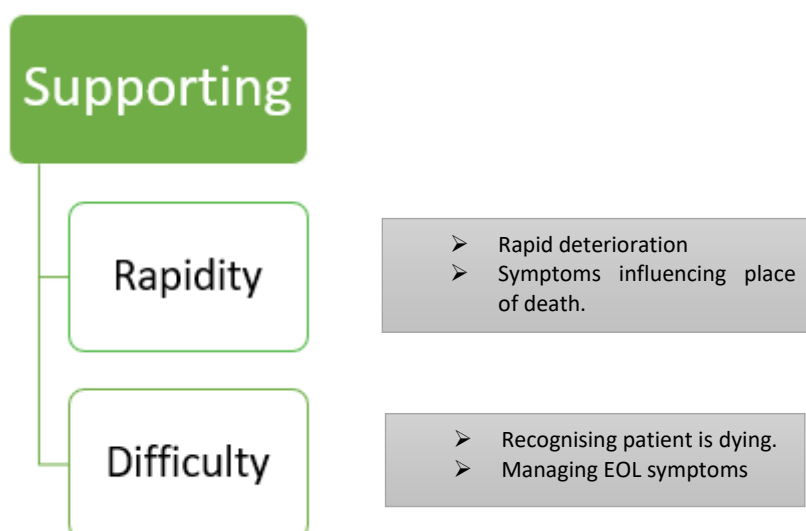 Supporting
Rapidity
➢ Rapid deterioration
➢ Symptoms influencing place
of death.
Difficulty
➢ Recognising patient is dying.
➢ Managing EOL symptoms